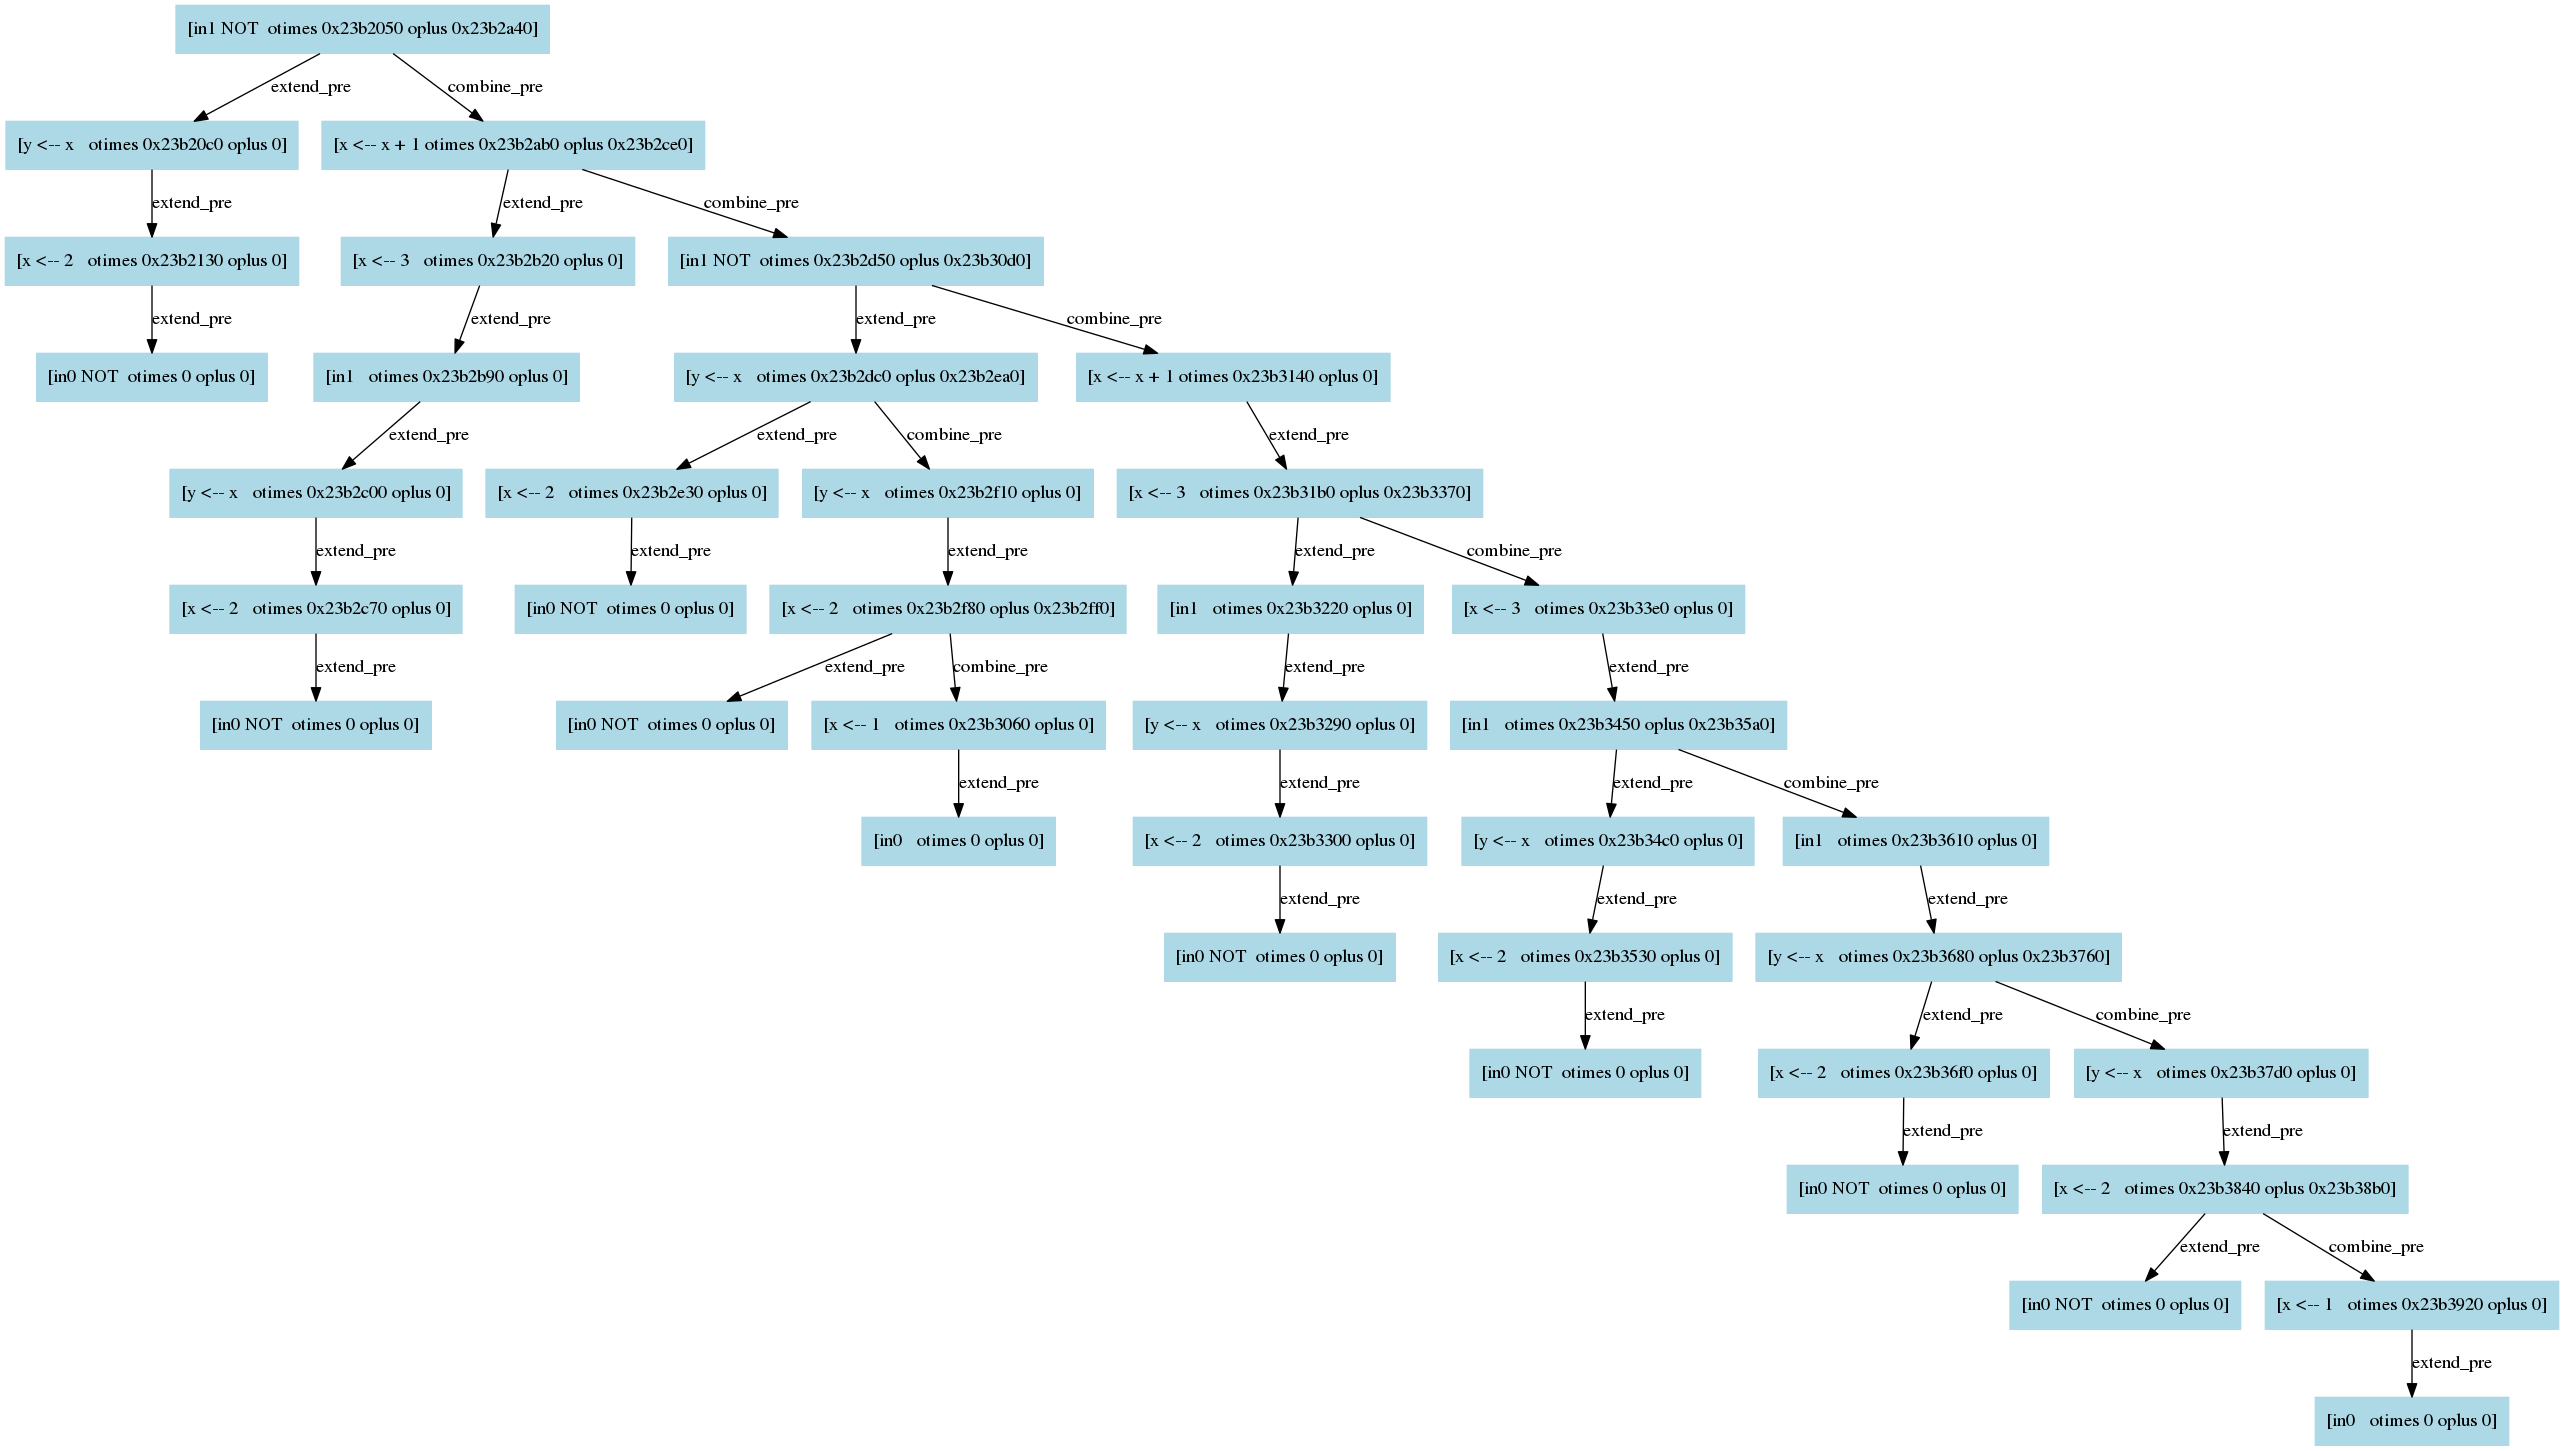 [in1 NOT  otimes 0x23b2050 oplus 0x23b2a40]
extend_pre
combine_pre
[y <-- x   otimes 0x23b20c0 oplus 0]
[x <-- x + 1 otimes 0x23b2ab0 oplus 0x23b2ce0]
extend_pre
extend_pre
combine_pre
[x <-- 2   otimes 0x23b2130 oplus 0]
[x <-- 3   otimes 0x23b2b20 oplus 0]
[in1 NOT  otimes 0x23b2d50 oplus 0x23b30d0]
extend_pre
extend_pre
extend_pre
combine_pre
[in0 NOT  otimes 0 oplus 0]
[in1   otimes 0x23b2b90 oplus 0]
[y <-- x   otimes 0x23b2dc0 oplus 0x23b2ea0]
[x <-- x + 1 otimes 0x23b3140 oplus 0]
extend_pre
extend_pre
combine_pre
extend_pre
[y <-- x   otimes 0x23b2c00 oplus 0]
[x <-- 2   otimes 0x23b2e30 oplus 0]
[y <-- x   otimes 0x23b2f10 oplus 0]
[x <-- 3   otimes 0x23b31b0 oplus 0x23b3370]
extend_pre
extend_pre
extend_pre
extend_pre
combine_pre
[x <-- 2   otimes 0x23b2c70 oplus 0]
[in0 NOT  otimes 0 oplus 0]
[x <-- 2   otimes 0x23b2f80 oplus 0x23b2ff0]
[in1   otimes 0x23b3220 oplus 0]
[x <-- 3   otimes 0x23b33e0 oplus 0]
extend_pre
extend_pre
combine_pre
extend_pre
extend_pre
[in0 NOT  otimes 0 oplus 0]
[in0 NOT  otimes 0 oplus 0]
[x <-- 1   otimes 0x23b3060 oplus 0]
[y <-- x   otimes 0x23b3290 oplus 0]
[in1   otimes 0x23b3450 oplus 0x23b35a0]
extend_pre
extend_pre
extend_pre
combine_pre
[in0   otimes 0 oplus 0]
[x <-- 2   otimes 0x23b3300 oplus 0]
[y <-- x   otimes 0x23b34c0 oplus 0]
[in1   otimes 0x23b3610 oplus 0]
extend_pre
extend_pre
extend_pre
[in0 NOT  otimes 0 oplus 0]
[x <-- 2   otimes 0x23b3530 oplus 0]
[y <-- x   otimes 0x23b3680 oplus 0x23b3760]
extend_pre
extend_pre
combine_pre
[in0 NOT  otimes 0 oplus 0]
[x <-- 2   otimes 0x23b36f0 oplus 0]
[y <-- x   otimes 0x23b37d0 oplus 0]
extend_pre
extend_pre
[in0 NOT  otimes 0 oplus 0]
[x <-- 2   otimes 0x23b3840 oplus 0x23b38b0]
extend_pre
combine_pre
[in0 NOT  otimes 0 oplus 0]
[x <-- 1   otimes 0x23b3920 oplus 0]
extend_pre
[in0   otimes 0 oplus 0]